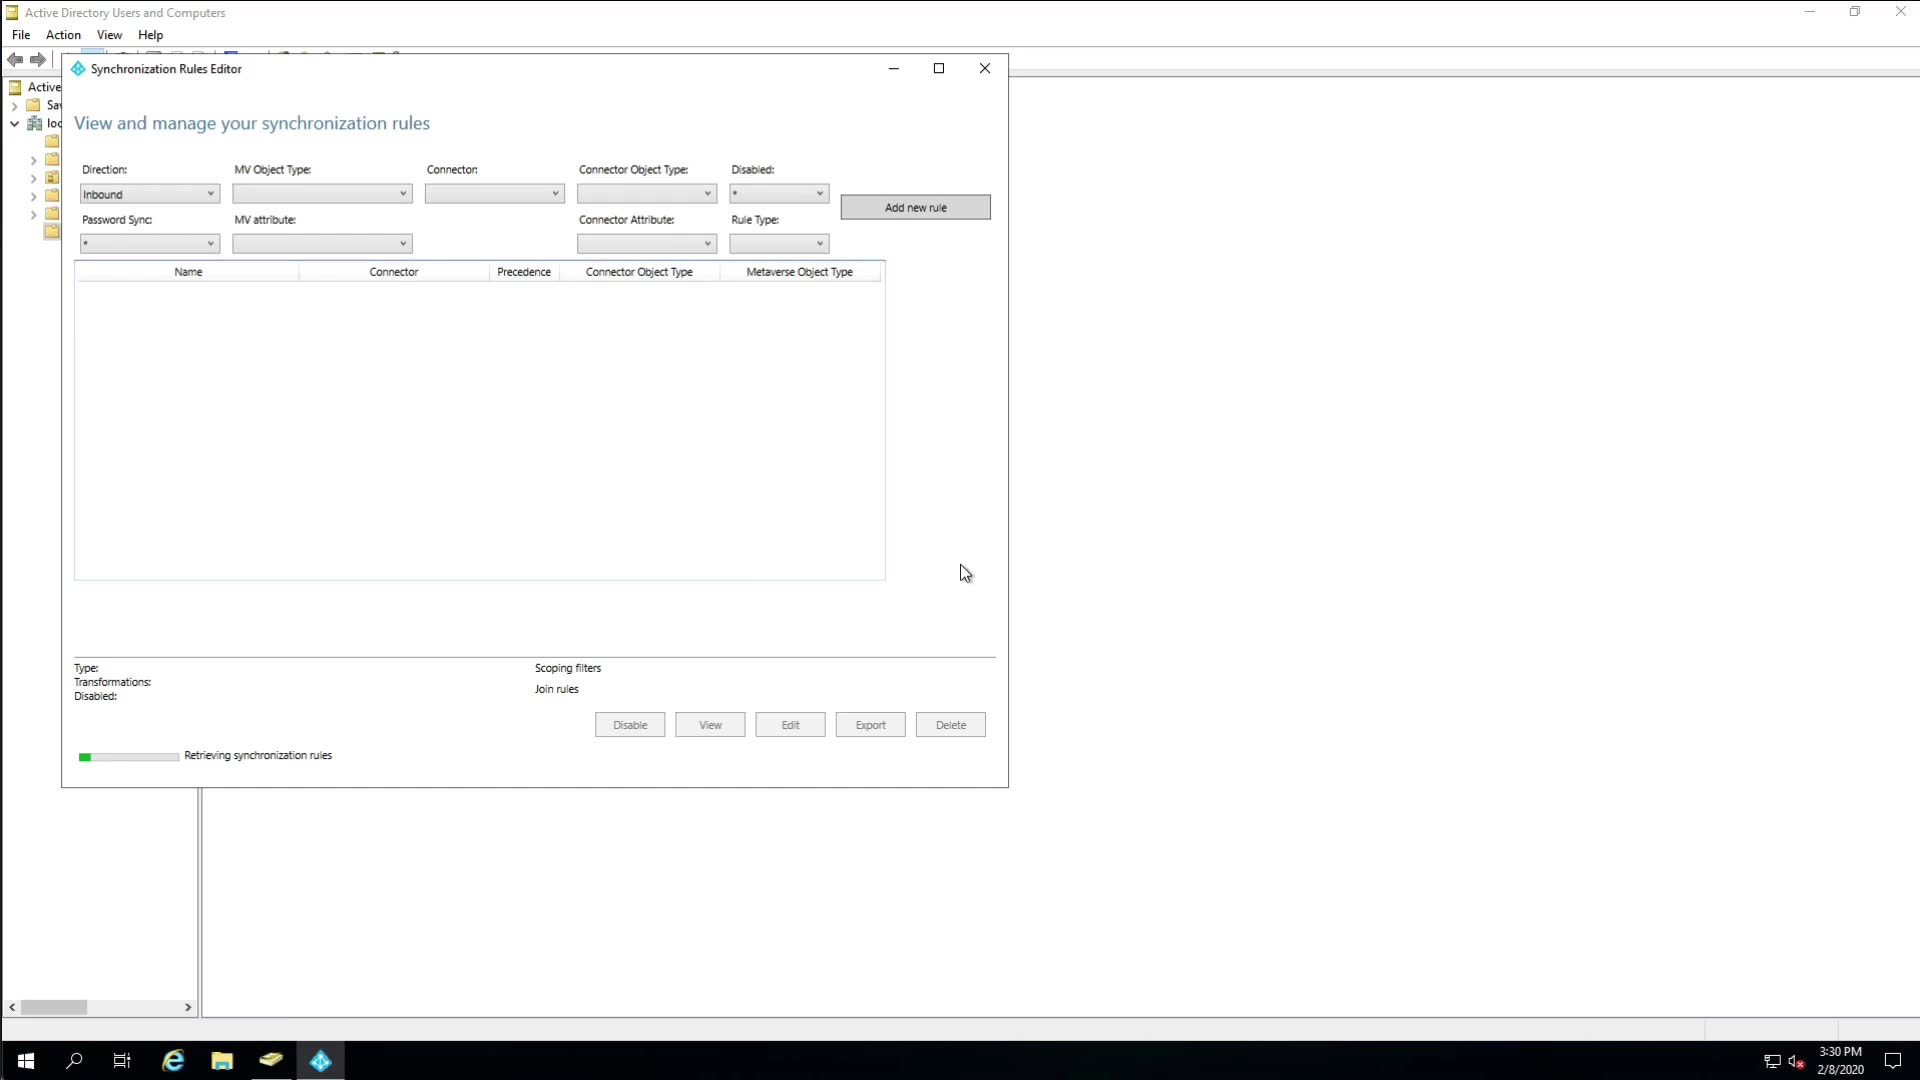 Active Directory Users and Computers
File Action View Help
Active
Sav
loc
Synchronization Rules Editor
View and manage your synchronization rules
Direction: MV Object Type: Connector: Connector Object Type: Disabled:
Inbound *
Add new rule
Password Sync: MV attribute: Connector Attribute: Rule Type:
*
Name Connector Precedence Connector Object Type Metaverse Object Type
Type: Scoping filters
Transformations:
Join rules
Disabled:
Disable View Edit Export Delete
Retrieving synchronization rules
3:30 PM
2/8/2020